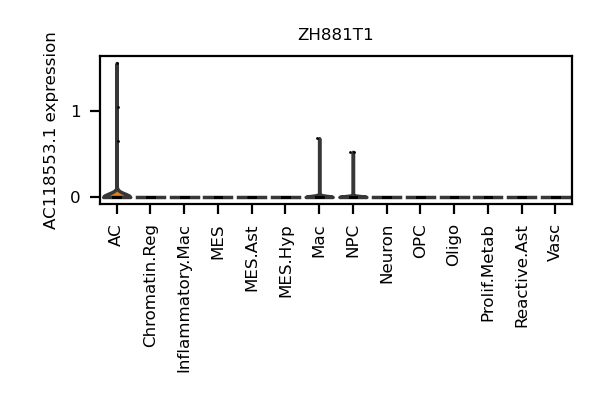 ZH881T1
AC118553.1 expression
1
0
AC
Chromatin.Reg
Inflammatory.Mac
MES
MES.Ast
MES.Hyp
Mac
NPC
Neuron
OPC
Oligo
Prolif.Metab
Reactive.Ast
Vasc